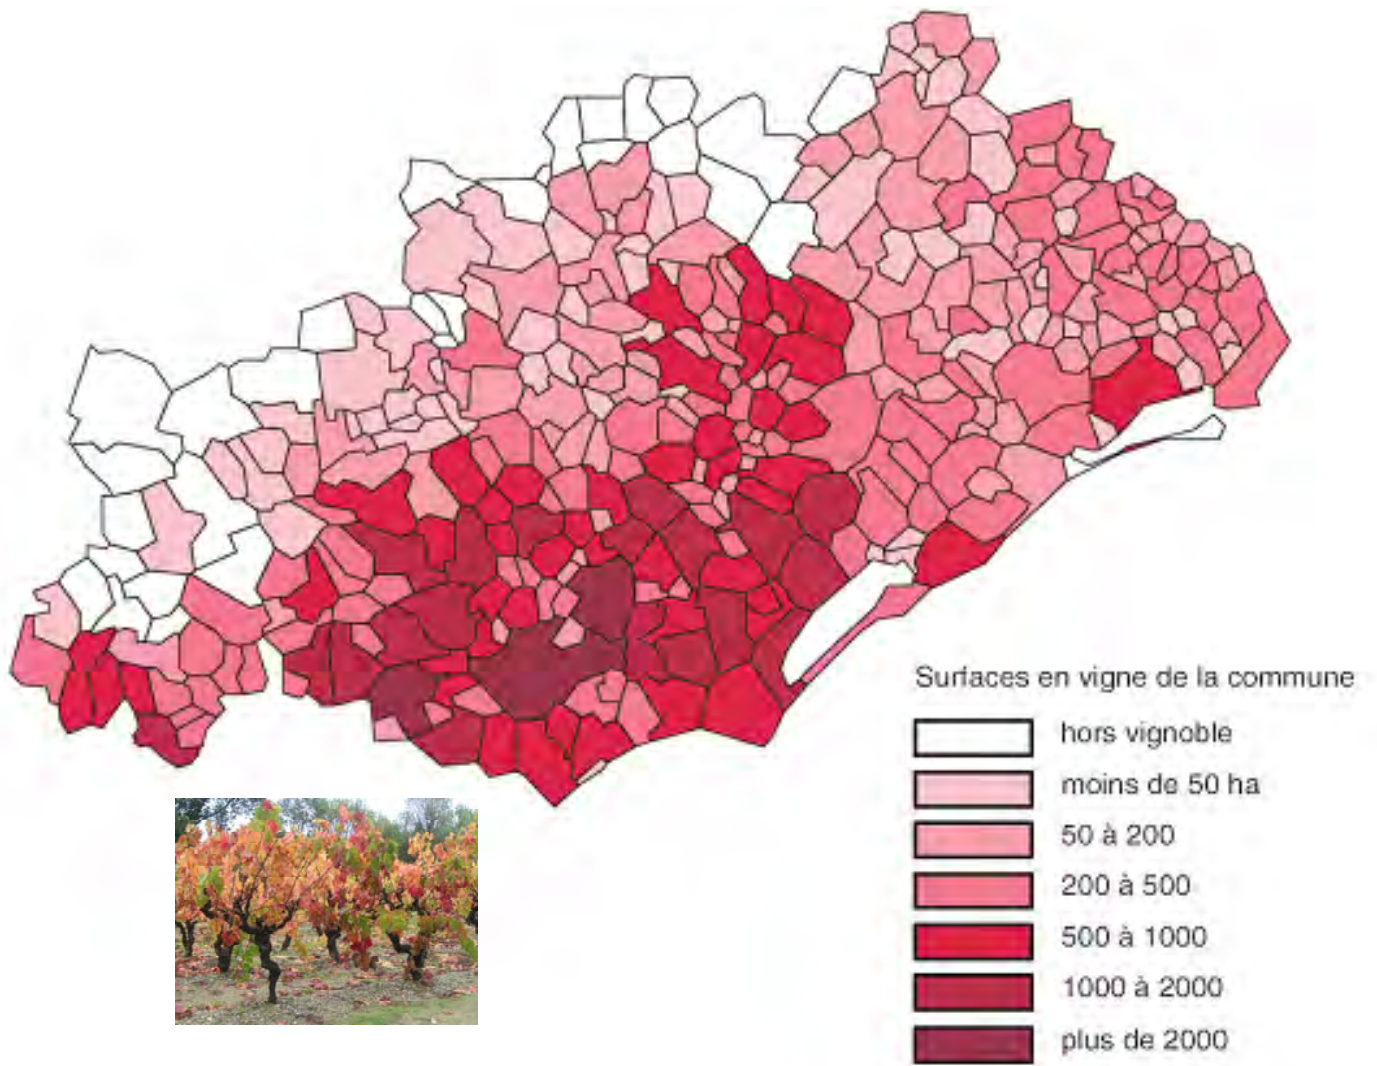 Surfaces en vigne de la commune
hors vignoble
moins de 50 ha
50 à 200
200 à 500
500 à 1000
1000 à 2000
plus de 2000